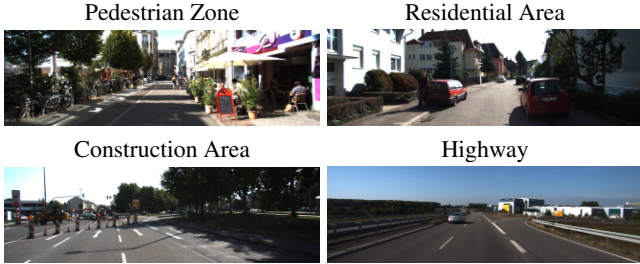 Pedestrian Zone
Residential Area
Construction Area
Highway